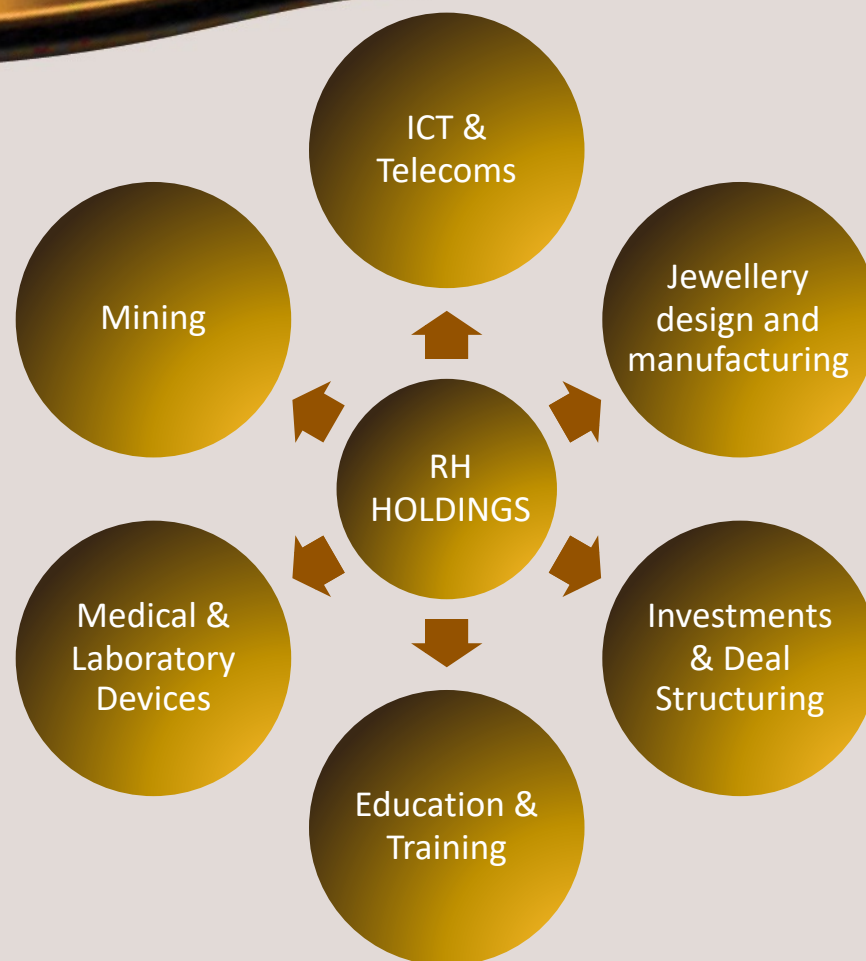 ICT &
Telecoms
Mining
Jewellery
design and
manufacturing
RH
HOLDINGS
Medical &
Laboratory
Devices
Investments
& Deal
Structuring
Education &
Training